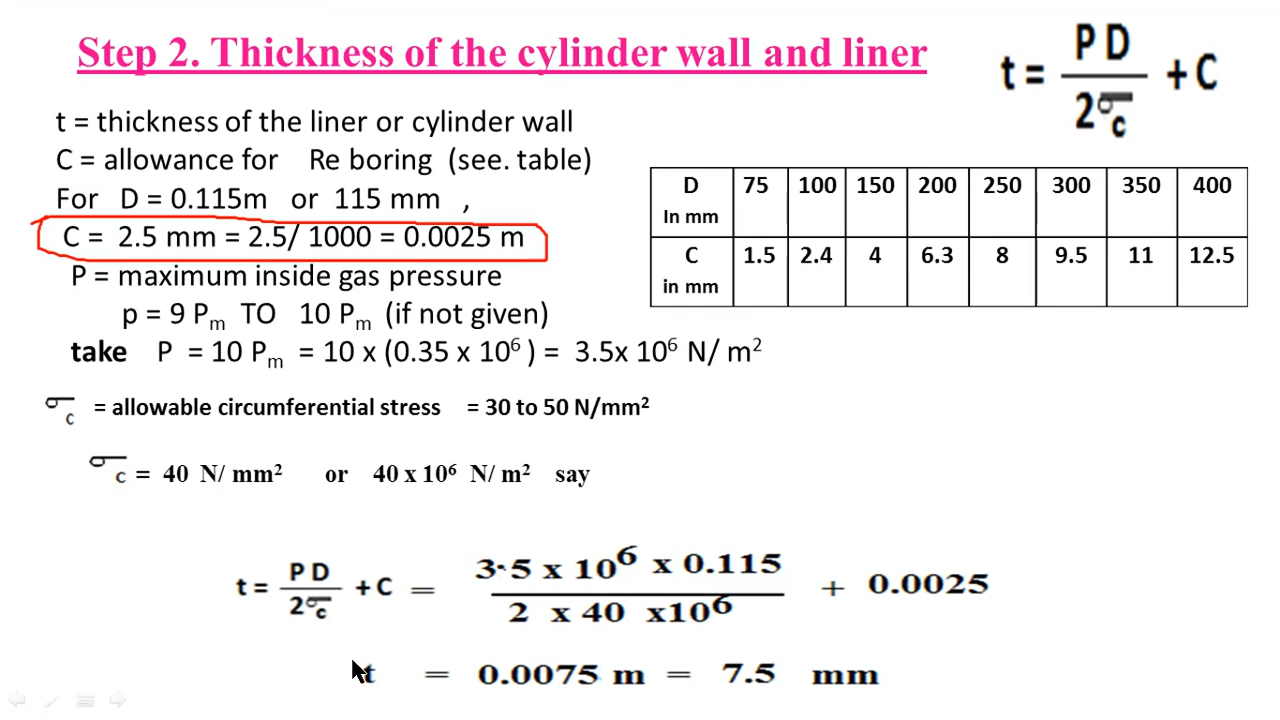 Step 2. Thickness of the cylinder wall and liner
t = P D / 2σc + C
t = thickness of the liner or cylinder wall
C = allowance for Re boring (see. table)
For D = 0.115m or 115 mm ,
C = 2.5 mm = 2.5/ 1000 = 0.0025 m
P = maximum inside gas pressure
p = 9 Pm TO 10 Pm (if not given)
take P = 10 Pm = 10 x (0.35 x 10⁶ ) = 3.5x 10⁶ N/ m²
D In mm 75 100 150 200 250 300 350 400
C in mm 1.5 2.4 4 6.3 8 9.5 11 12.5
σc = allowable circumferential stress = 30 to 50 N/mm²
σc = 40 N/ mm² or 40 x 10⁶ N/ m² say
t = P D / 2σc + C = 3·5 x 10⁶ x 0.115 / 2 x 40 x10⁶ + 0.0025
t = 0.0075 m = 7.5 mm